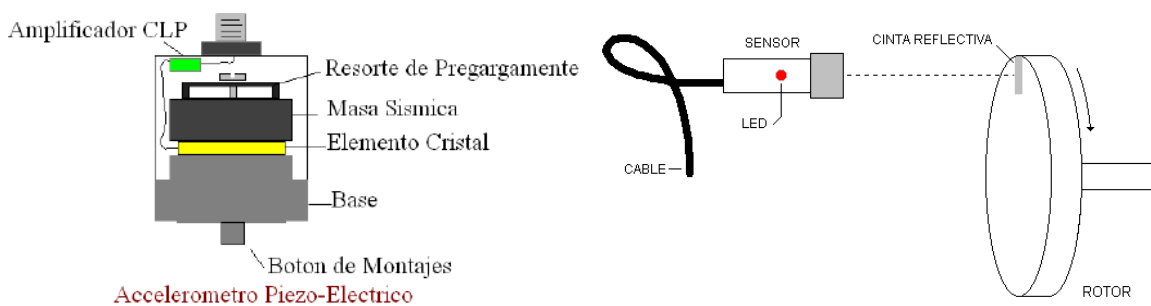 Amplificador CLP
Resorte de Pregargamente
Masa Sismica
Elemento Cristal
Base
Boton de Montajes
Accelerometro Piezo-Electrico
SENSOR
CINTA REFLECTIVA
LED
CABLE
ROTOR